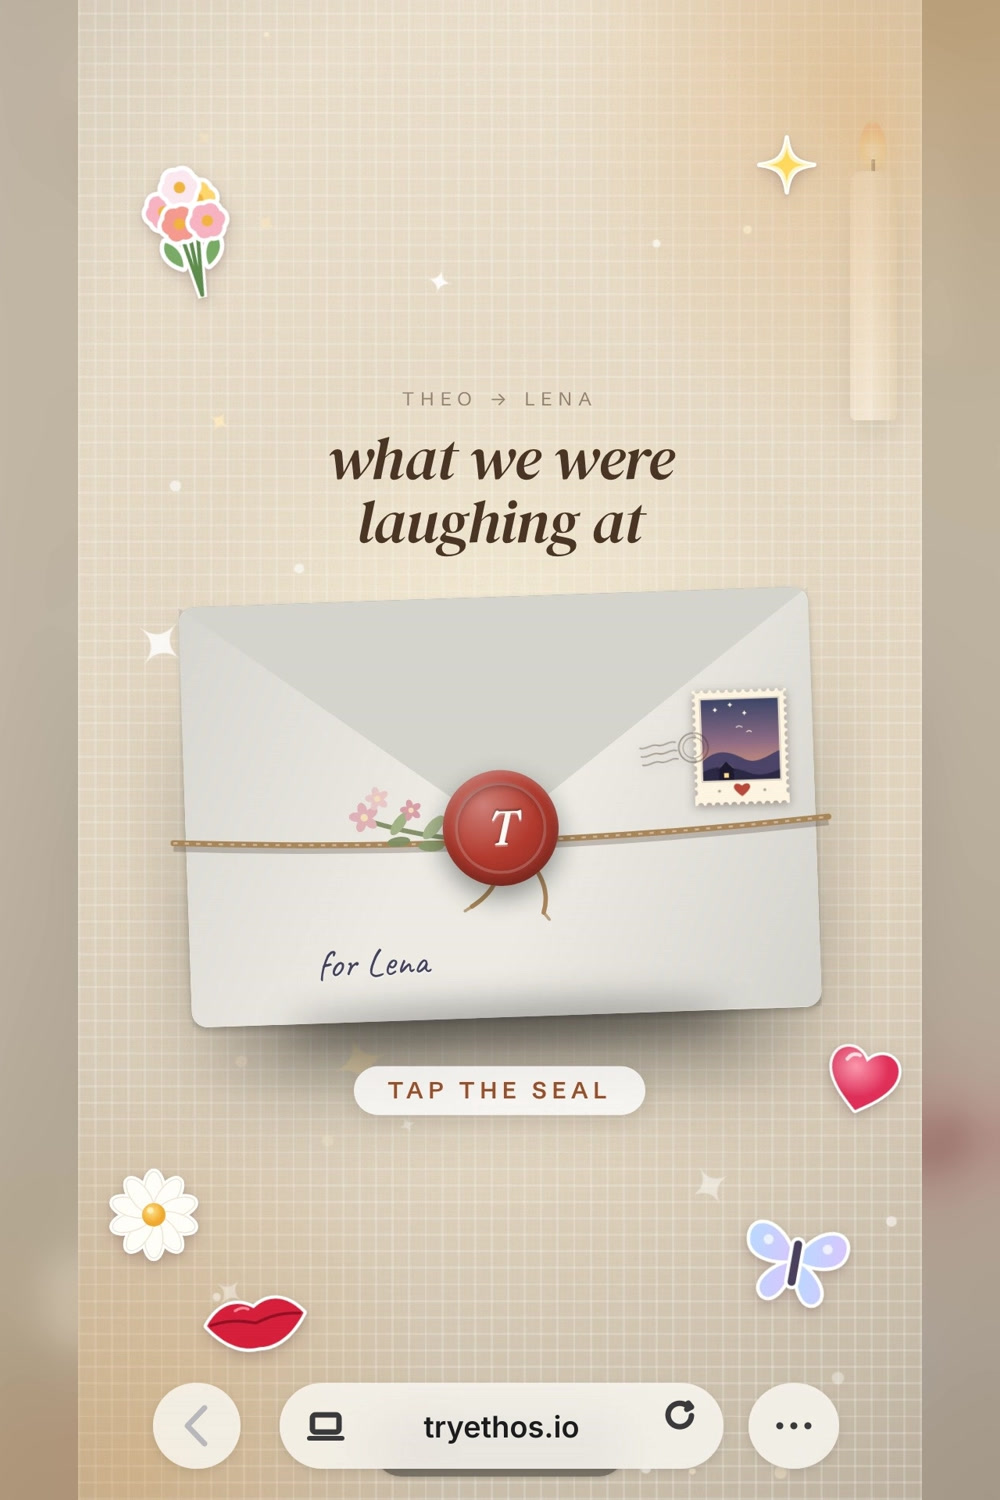 THEO → LENA
what we were
laughing at
T
for Lena
TAP THE SEAL
tryethos.io